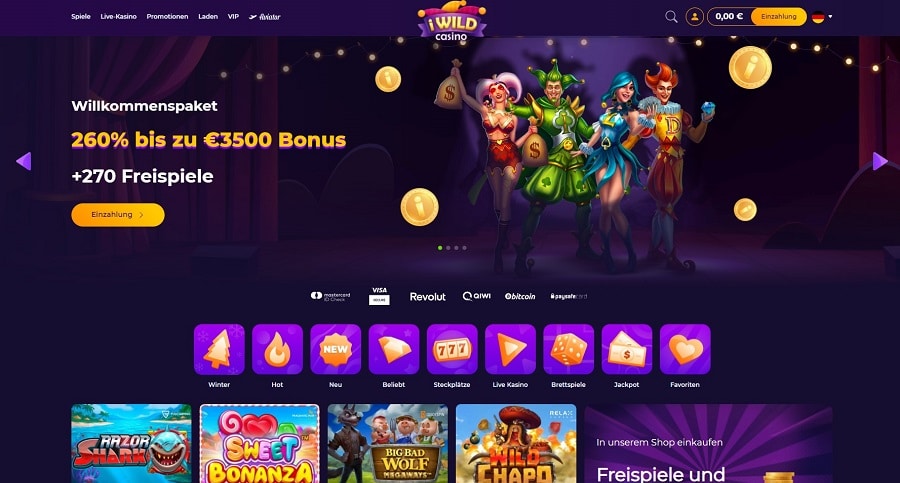 Spiele Live-Kasino Promotionen Laden VIP Aviator
i WILD
casino
0,00 € Einzahlung
Willkommenspaket
260% bis zu €3500 Bonus
+270 Freispiele
Einzahlung
mastercard
ID Check
VISA
Revolut
QIWI
bitcoin
paysafecard
Winter Hot Neu Beliebt Steckplätze Live Kasino Brettspiele Jackpot Favoriten
NEW
777
RAZOR
SHARK
SWEET
BONANZA
BIG BAD
WOLF
MEGAWAYS
RELAX
WILD
CHAPO
In unserem Shop einkaufen
Freispiele und